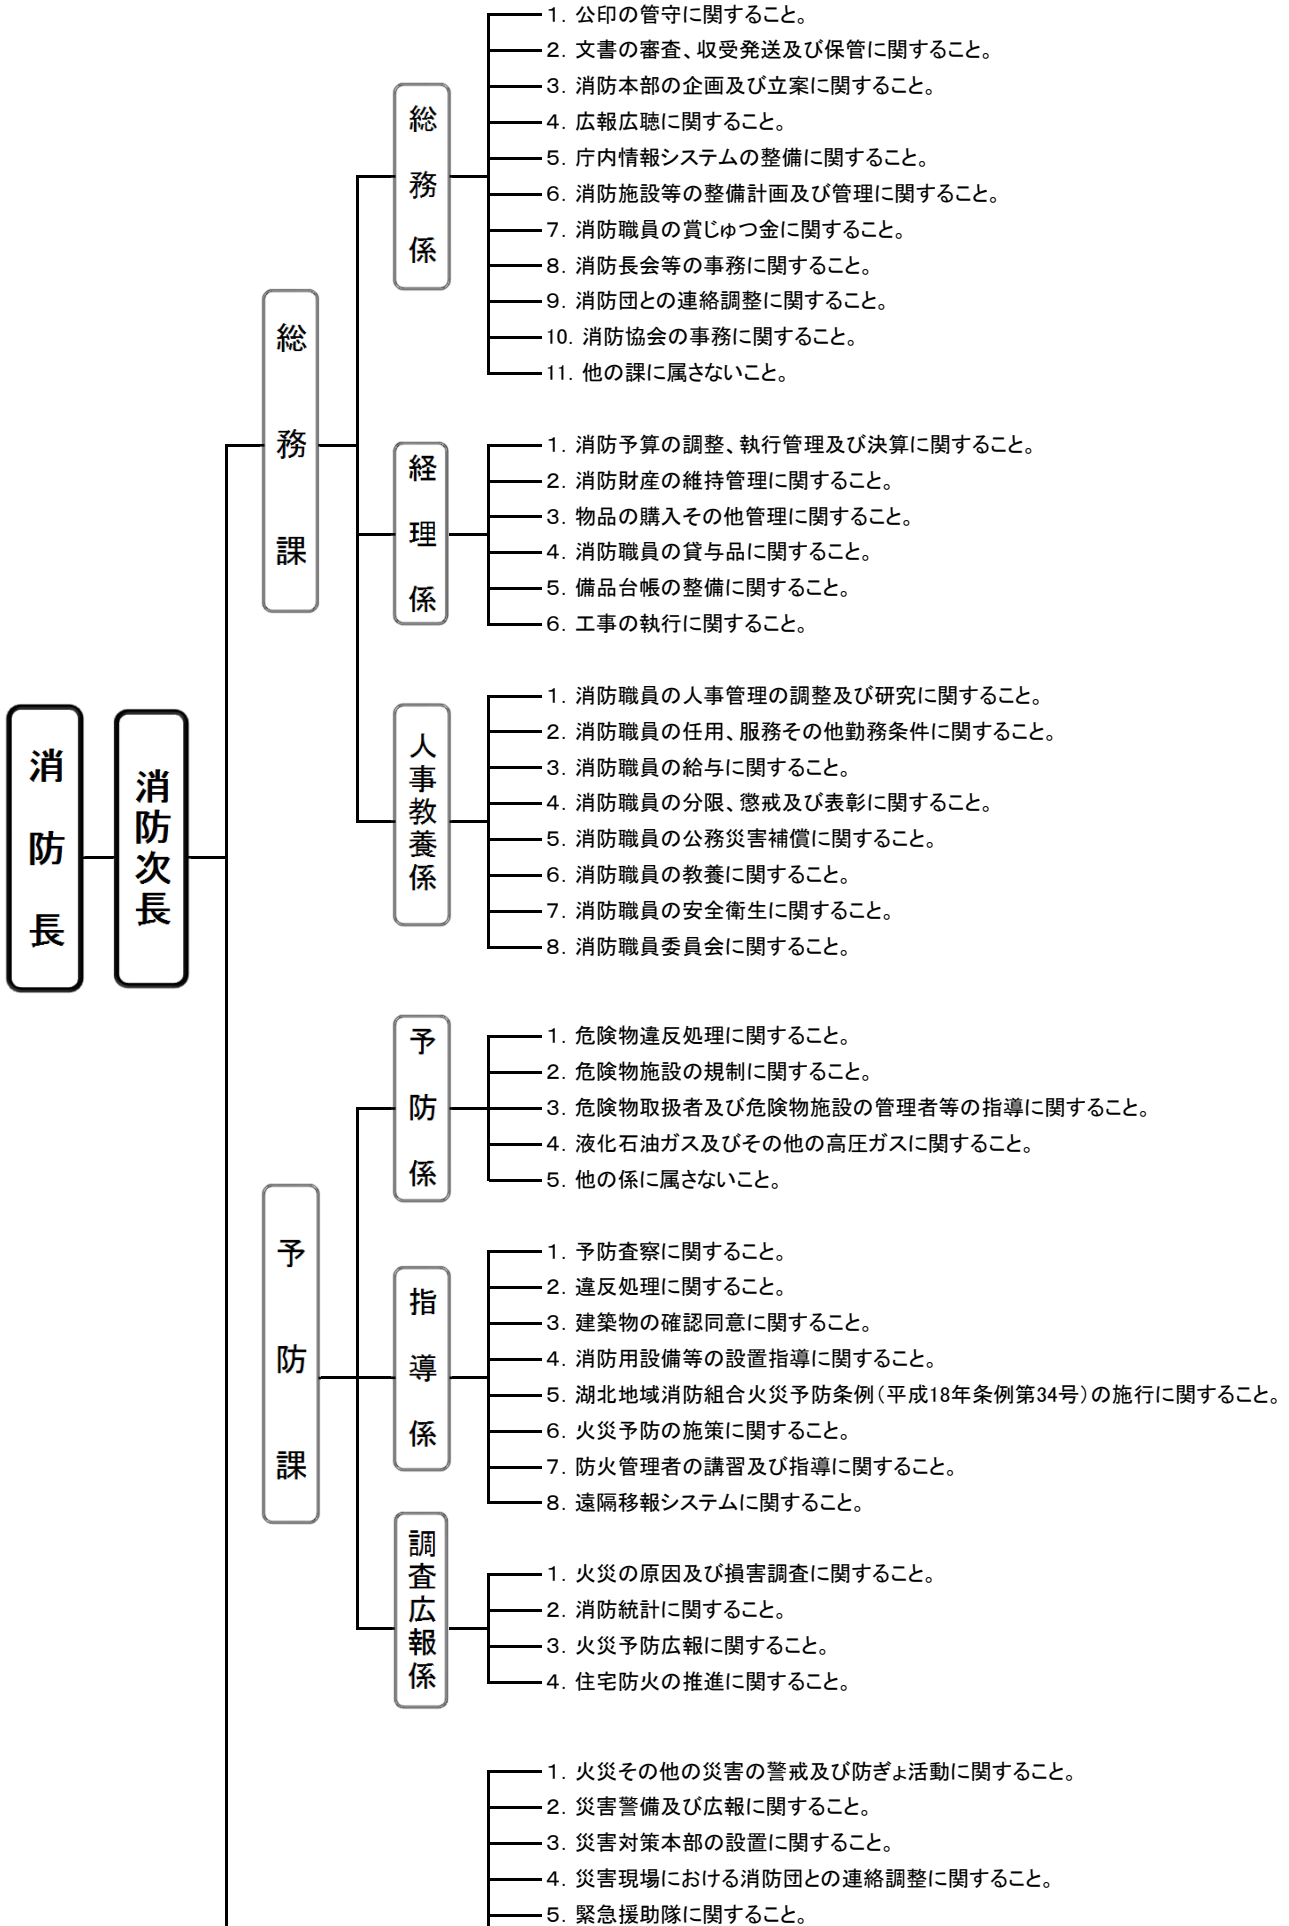 消防長
消防次長
総務課
総務係
1．公印の管守に関すること。
2．文書の審査、収受発送及び保管に関すること。
3．消防本部の企画及び立案に関すること。
4．広報広聴に関すること。
5．庁内情報システムの整備に関すること。
6．消防施設等の整備計画及び管理に関すること。
7．消防職員の賞じゅつ金に関すること。
8．消防長会等の事務に関すること。
9．消防団との連絡調整に関すること。
10．消防協会の事務に関すること。
11．他の課に属さないこと。
経理係
1．消防予算の調整、執行管理及び決算に関すること。
2．消防財産の維持管理に関すること。
3．物品の購入その他管理に関すること。
4．消防職員の貸与品に関すること。
5．備品台帳の整備に関すること。
6．工事の執行に関すること。
人事教養係
1．消防職員の人事管理の調整及び研究に関すること。
2．消防職員の任用、服務その他勤務条件に関すること。
3．消防職員の給与に関すること。
4．消防職員の分限、懲戒及び表彰に関すること。
5．消防職員の公務災害補償に関すること。
6．消防職員の教養に関すること。
7．消防職員の安全衛生に関すること。
8．消防職員委員会に関すること。
予防課
予防係
1．危険物違反処理に関すること。
2．危険物施設の規制に関すること。
3．危険物取扱者及び危険物施設の管理者等の指導に関すること。
4．液化石油ガス及びその他の高圧ガスに関すること。
5．他の係に属さないこと。
指導係
1．予防査察に関すること。
2．違反処理に関すること。
3．建築物の確認同意に関すること。
4．消防用設備等の設置指導に関すること。
5．湖北地域消防組合火災予防条例（平成18年条例第34号）の施行に関すること。
6．火災予防の施策に関すること。
7．防火管理者の講習及び指導に関すること。
8．遠隔移報システムに関すること。
調査広報係
1．火災の原因及び損害調査に関すること。
2．消防統計に関すること。
3．火災予防広報に関すること。
4．住宅防火の推進に関すること。
1．火災その他の災害の警戒及び防ぎょ活動に関すること。
2．災害警備及び広報に関すること。
3．災害対策本部の設置に関すること。
4．災害現場における消防団との連絡調整に関すること。
5．緊急援助隊に関すること。